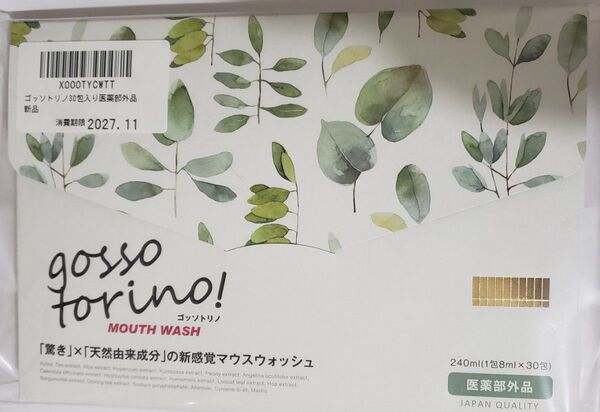 X000TYCWTT
ゴッソトリノ30包入り医薬部外品
新品
消費期限 2027.11
gosso
torino!
ゴッソトリノ
MOUTH WASH
「驚き」×「天然由来成分」の新感覚マウスウォッシュ
240ml(1包8ml×30包)
医薬部外品
JAPAN QUALITY